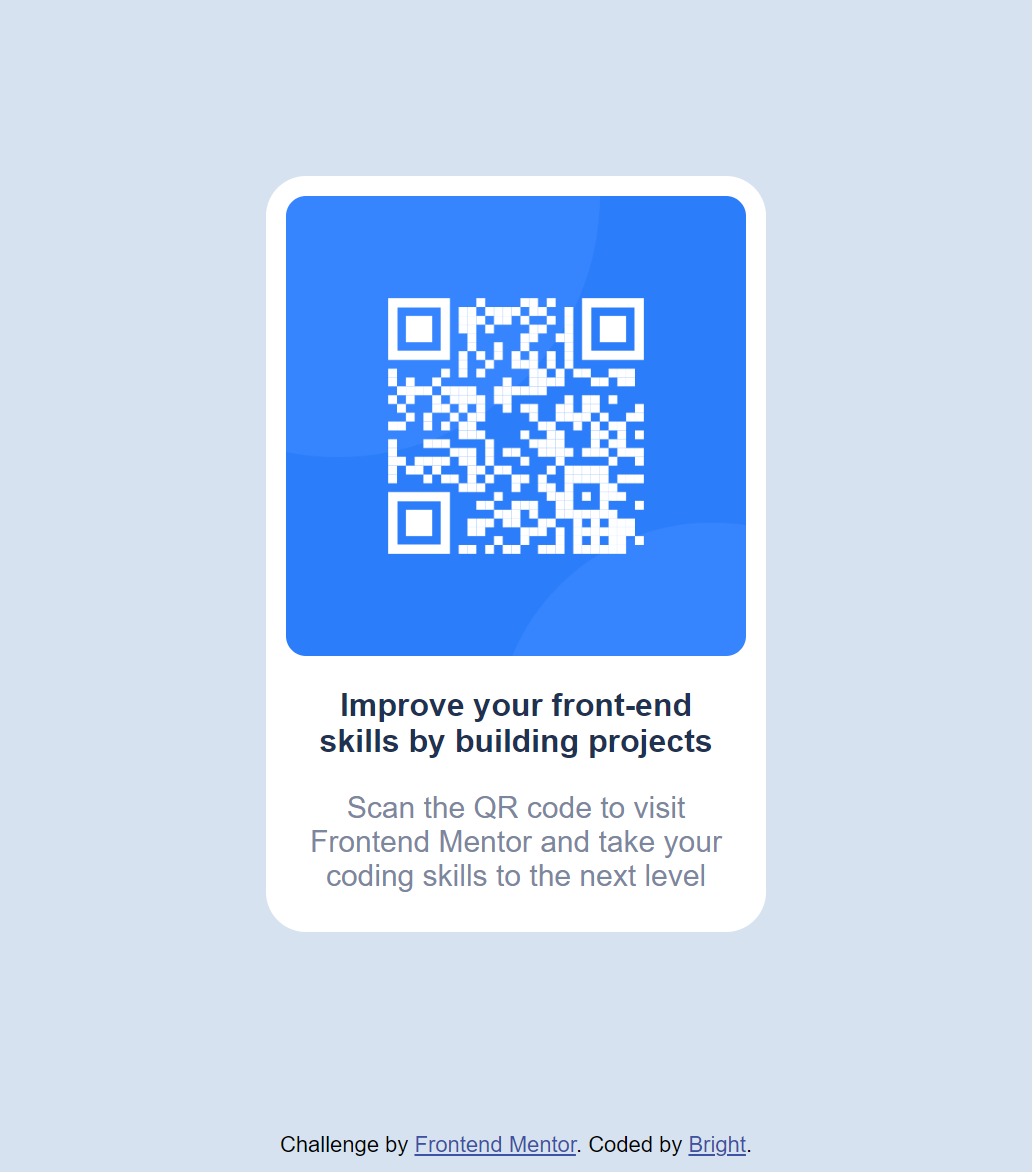 Improve your front-end
skills by building projects
Scan the QR code to visit
Frontend Mentor and take your
coding skills to the next level
Challenge by Frontend Mentor. Coded by Bright.